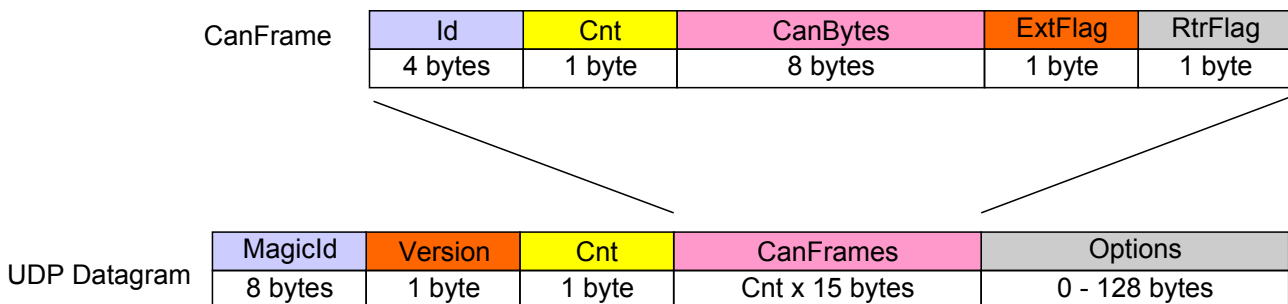 CanFrame
Id Cnt CanBytes ExtFlag RtrFlag
4 bytes 1 byte 8 bytes 1 byte 1 byte
UDP Datagram
MagicId Version Cnt CanFrames Options
8 bytes 1 byte 1 byte Cnt x 15 bytes 0 - 128 bytes